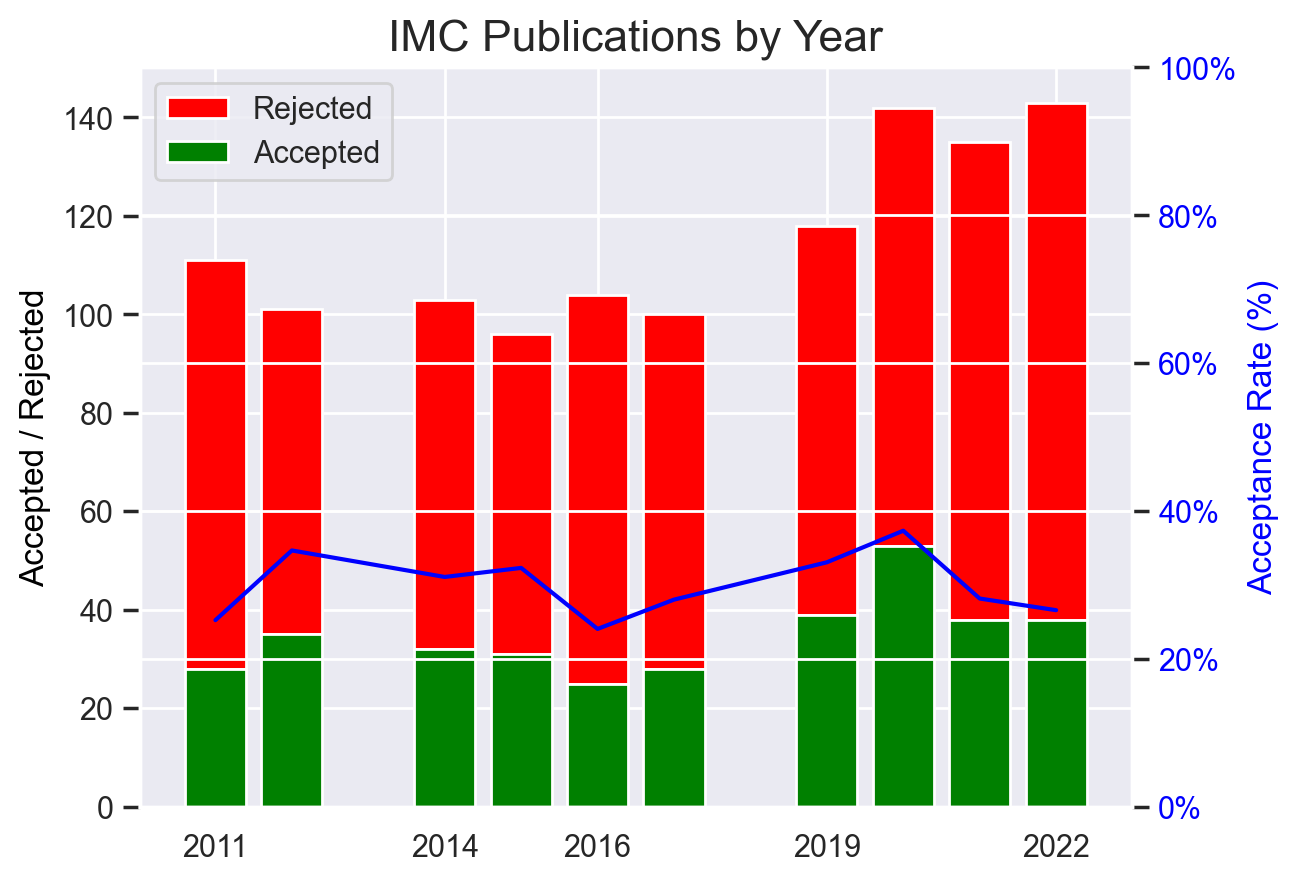 IMC Publications by Year
Rejected
Accepted
140
120
100
80
60
40
20
0
Accepted / Rejected
100%
80%
60%
40%
20%
0%
Acceptance Rate (%)
2011 2014 2016 2019 2022